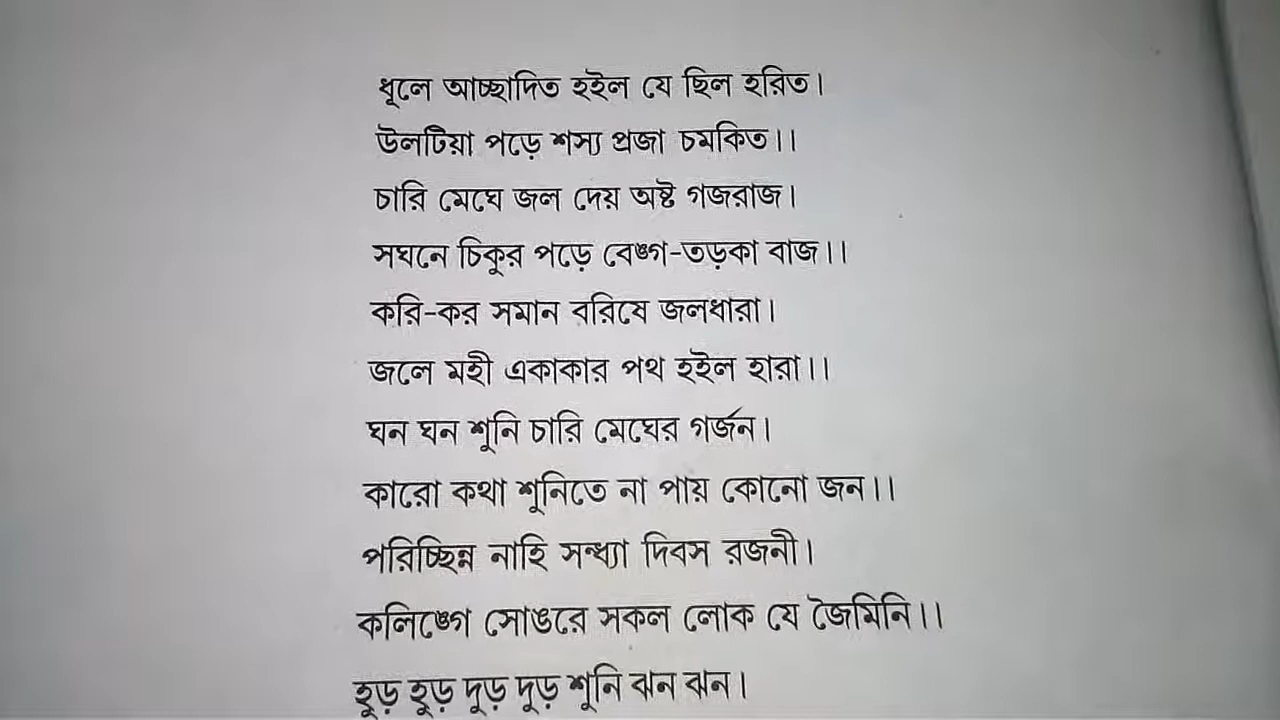 ধূলে আচ্ছাদিত হইল যে ছিল হরিত।
উলটিয়া পড়ে শস্য প্রজা চমকিত।।
চারি মেঘে জল দেয় অষ্ট গজরাজ।
সঘনে চিকুর পড়ে বেঙ্গ-তড়কা বাজ।।
করি-কর সমান বরিষে জলধারা।
জলে মহী একাকার পথ হইল হারা।।
ঘন ঘন শুনি চারি মেঘের গর্জন।
কারো কথা শুনিতে না পায় কোনো জন।।
পরিচ্ছিন্ন নাহি সন্ধ্যা দিবস রজনী।
কলিঙ্গে সোঙরে সকল লোক যে জৈমিনি।।
হুড় হুড় দুড় দুড় শুনি ঝন ঝন।